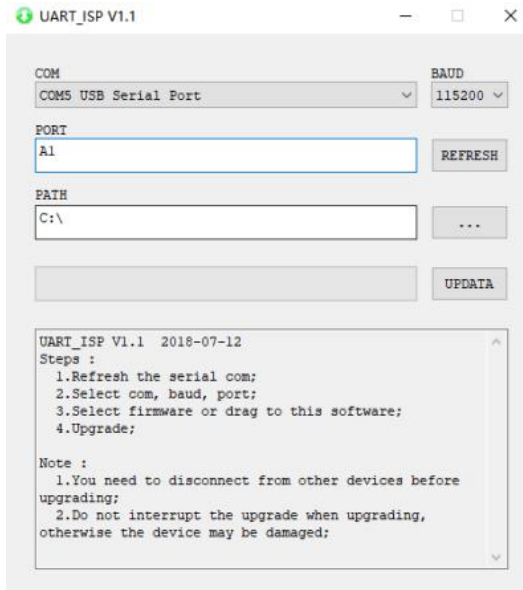 UART_ISP V1.1
COM
BAUD
COM5 USB Serial Port
115200
PORT
A1
REFRESH
PATH
C:\
...
UPDATA
UART_ISP V1.1 2018-07-12
Steps :
1.Refresh the serial com;
2.Select com, baud, port;
3.Select firmware or drag to this software;
4.Upgrade;
Note :
1.You need to disconnect from other devices before
upgrading;
2.Do not interrupt the upgrade when upgrading,
otherwise the device may be damaged;